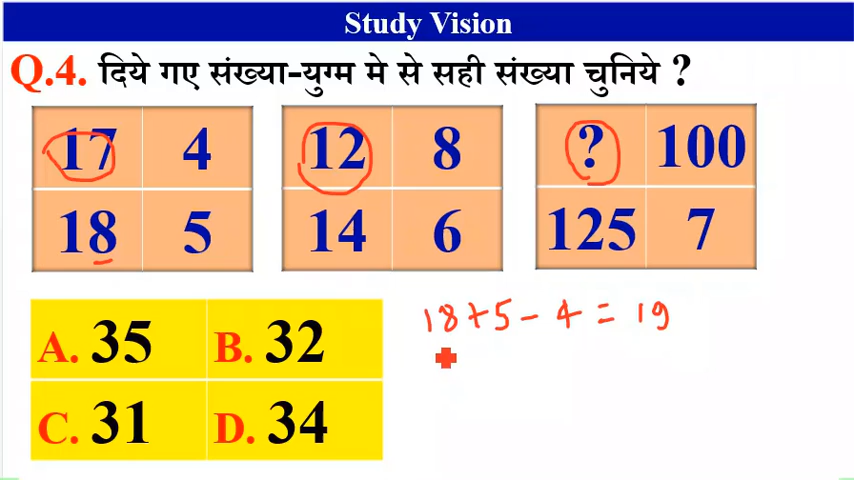 Study Vision
Q.4. दिये गए संख्या-युग्म मे से सही संख्या चुनिये ?
17 4 12 8 ? 100
18 5 14 6 125 7
A. 35 B. 32
18+5-4=19
C. 31 D. 34